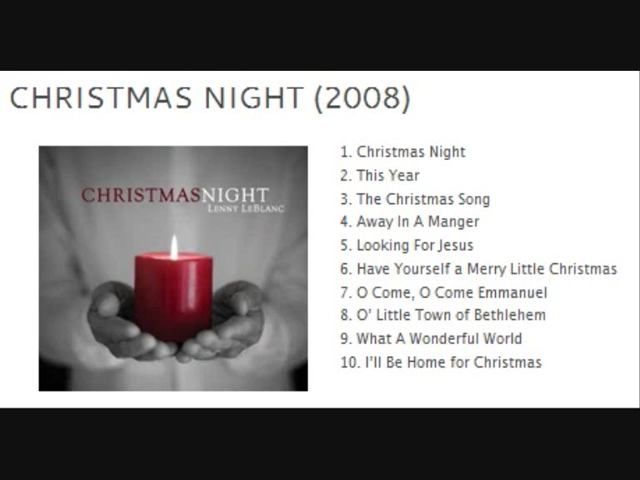 CHRISTMAS NIGHT (2008)
CHRISTMASNIGHT
LENNY LEBLANC
1. Christmas Night
2. This Year
3. The Christmas Song
4. Away In A Manger
5. Looking For Jesus
6. Have Yourself a Merry Little Christmas
7. O Come, O Come Emmanuel
8. O' Little Town of Bethlehem
9. What A Wonderful World
10. I'll Be Home for Christmas